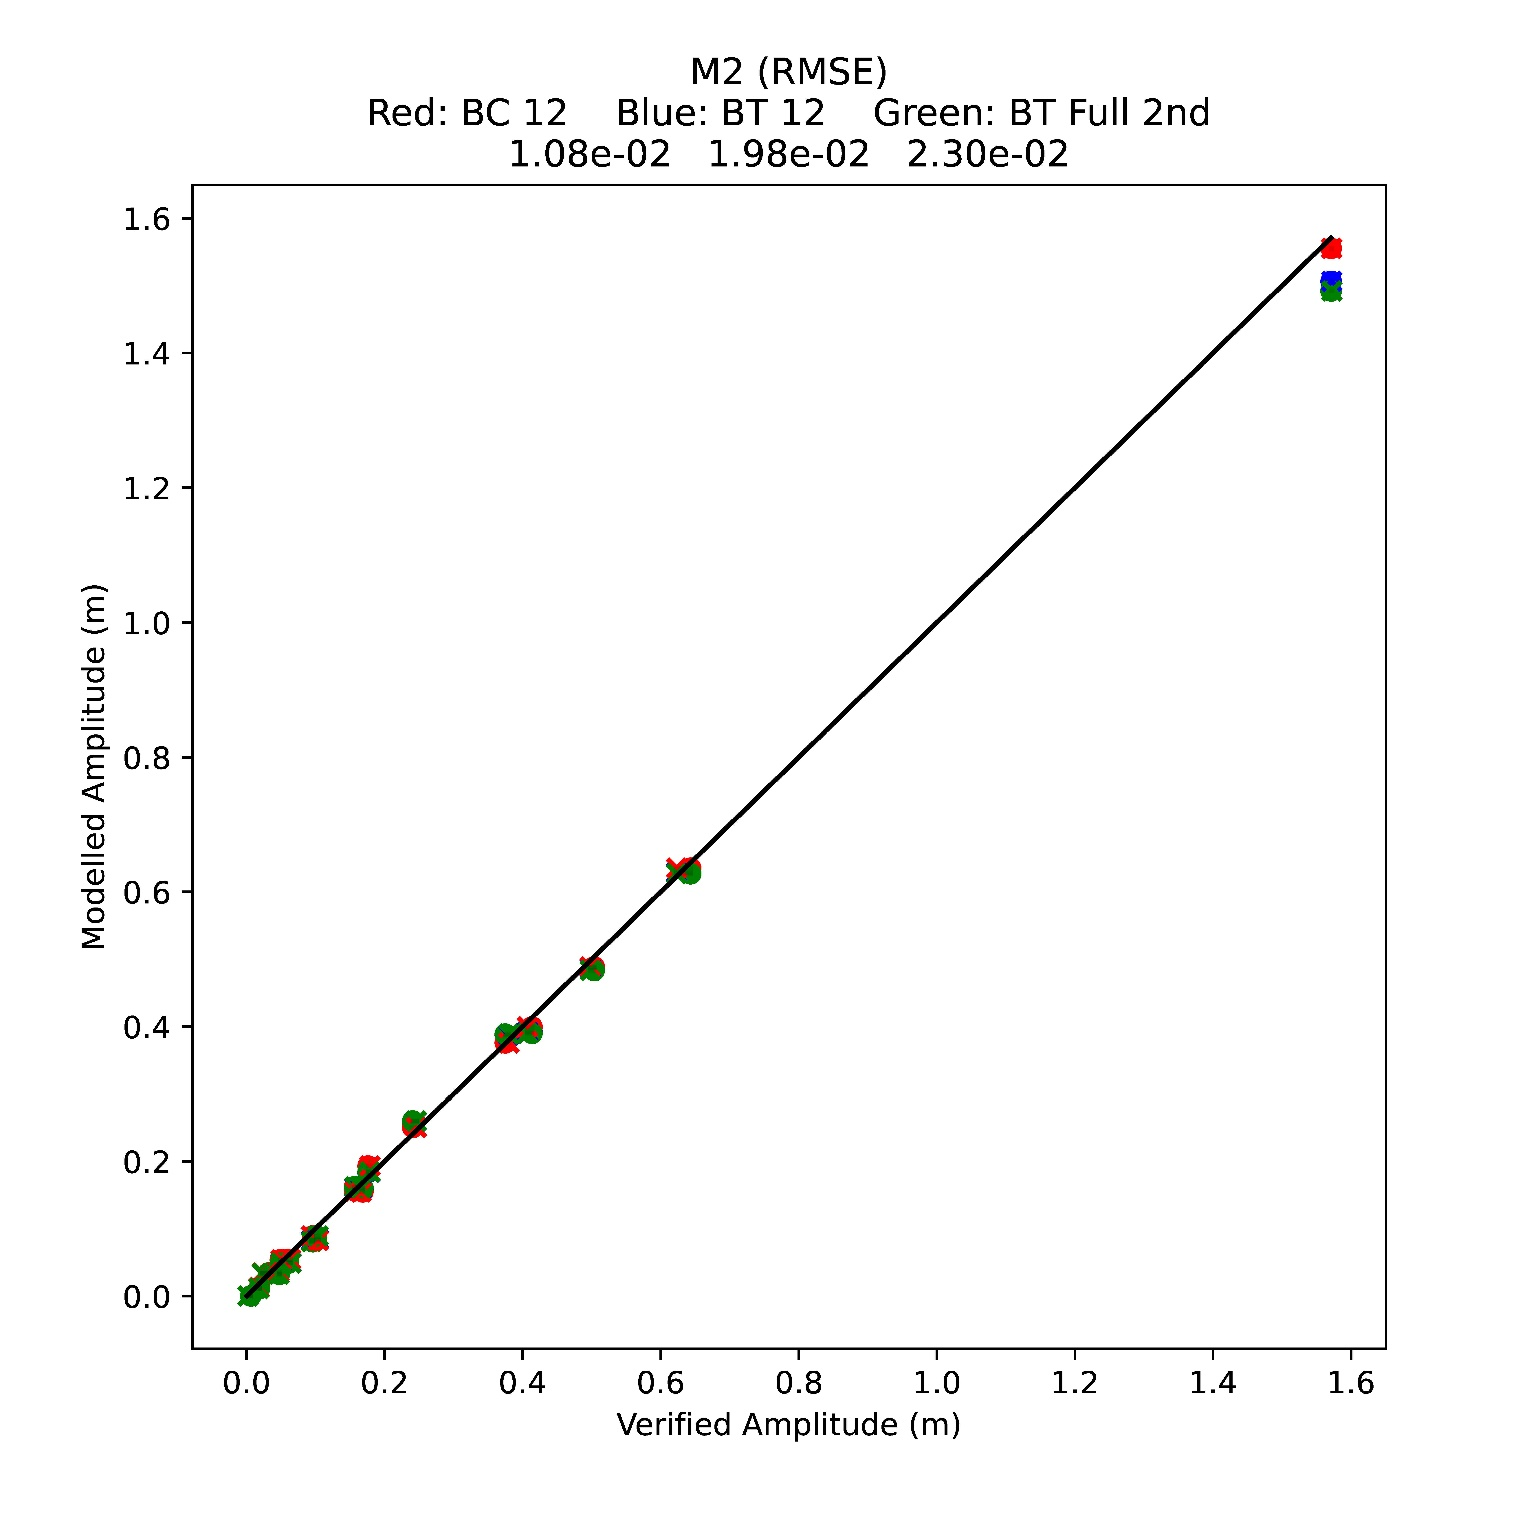 M2 (RMSE)
Red: BC 12    Blue: BT 12    Green: BT Full 2nd
1.08e-02   1.98e-02   2.30e-02
1.6
1.4
1.2
1.0
0.8
0.6
0.4
0.2
0.0
Modelled Amplitude (m)
0.0 0.2 0.4 0.6 0.8 1.0 1.2 1.4 1.6
Verified Amplitude (m)